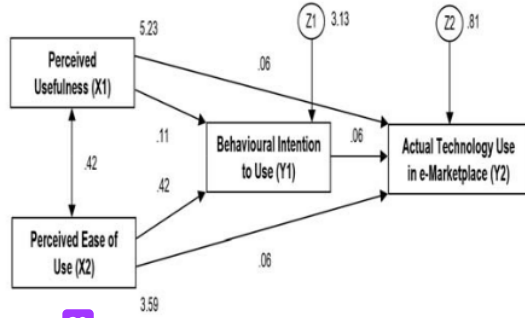 5.23
Z1
3.13
Z2
.81
Perceived
Usefulness (X1)
.06
.11
Behavioural Intention
to Use (Y1)
.06
Actual Technology Use
in e-Marketplace (Y2)
.42
.42
Perceived Ease of
Use (X2)
.06
3.59